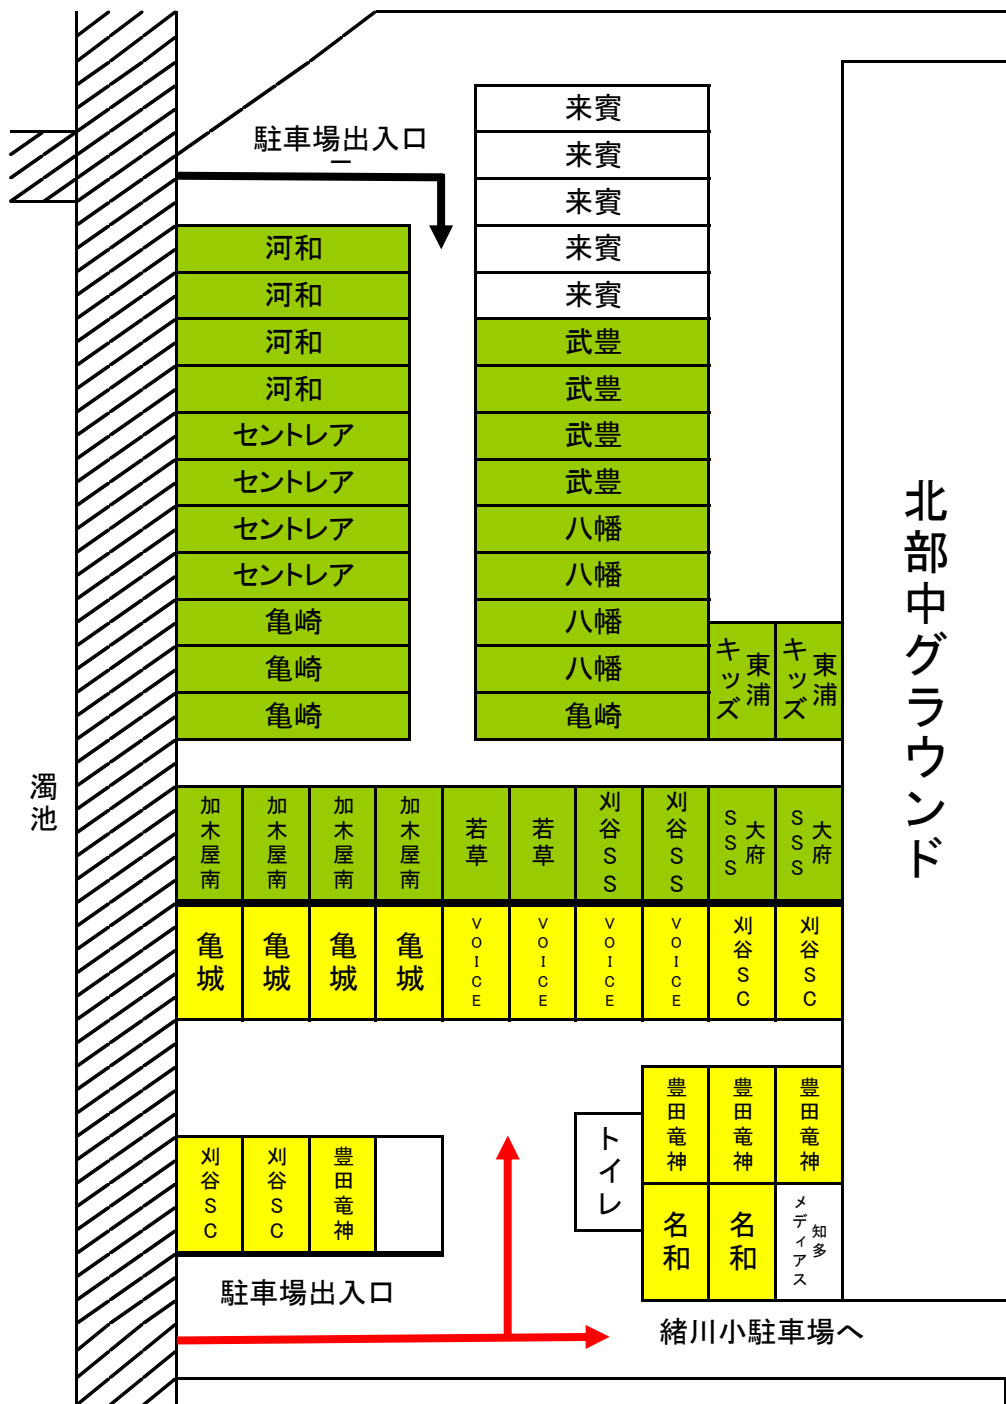 駐車場出入口
来賓
来賓
来賓
来賓
来賓
武豊
武豊
武豊
武豊
八幡
八幡
八幡
八幡
亀崎
河和
河和
河和
河和
セントレア
セントレア
セントレア
セントレア
亀崎
亀崎
亀崎
東浦キッズ
東浦キッズ
北部中グラウンド
濁池
加木屋南
加木屋南
加木屋南
加木屋南
若草
若草
刈谷SS
刈谷SS
大府SSS
大府SSS
亀城
亀城
亀城
亀城
VOICE
VOICE
VOICE
VOICE
刈谷SC
刈谷SC
豊田竜神
豊田竜神
豊田竜神
トイレ
刈谷SC
刈谷SC
豊田竜神
名和
名和
知多メディアス
駐車場出入口
緒川小駐車場へ